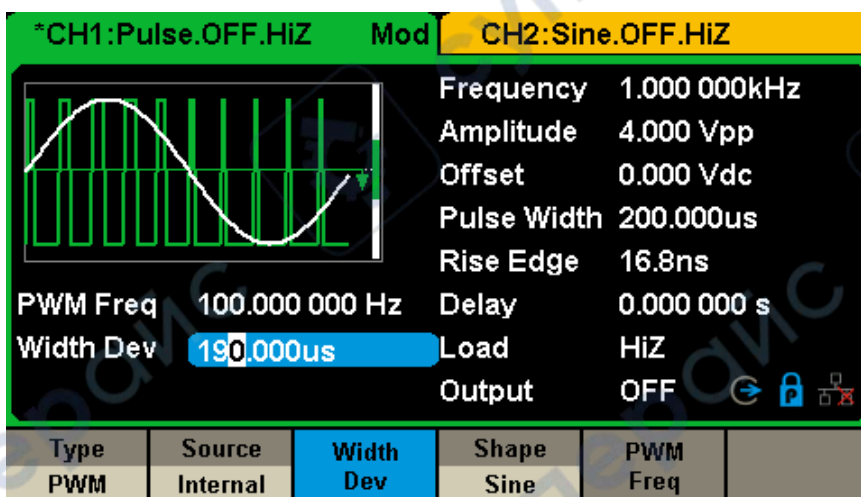 *CH1:Pulse.OFF.HiZ Mod CH2:Sine.OFF.HiZ
Frequency 1.000 000kHz
Amplitude 4.000 Vpp
Offset 0.000 Vdc
Pulse Width 200.000us
Rise Edge 16.8ns
PWM Freq 100.000 000 Hz Delay 0.000 000 s
Width Dev 190.000us Load HiZ
Output OFF P
Type Source Width Shape PWM
PWM Internal Dev Sine Freq